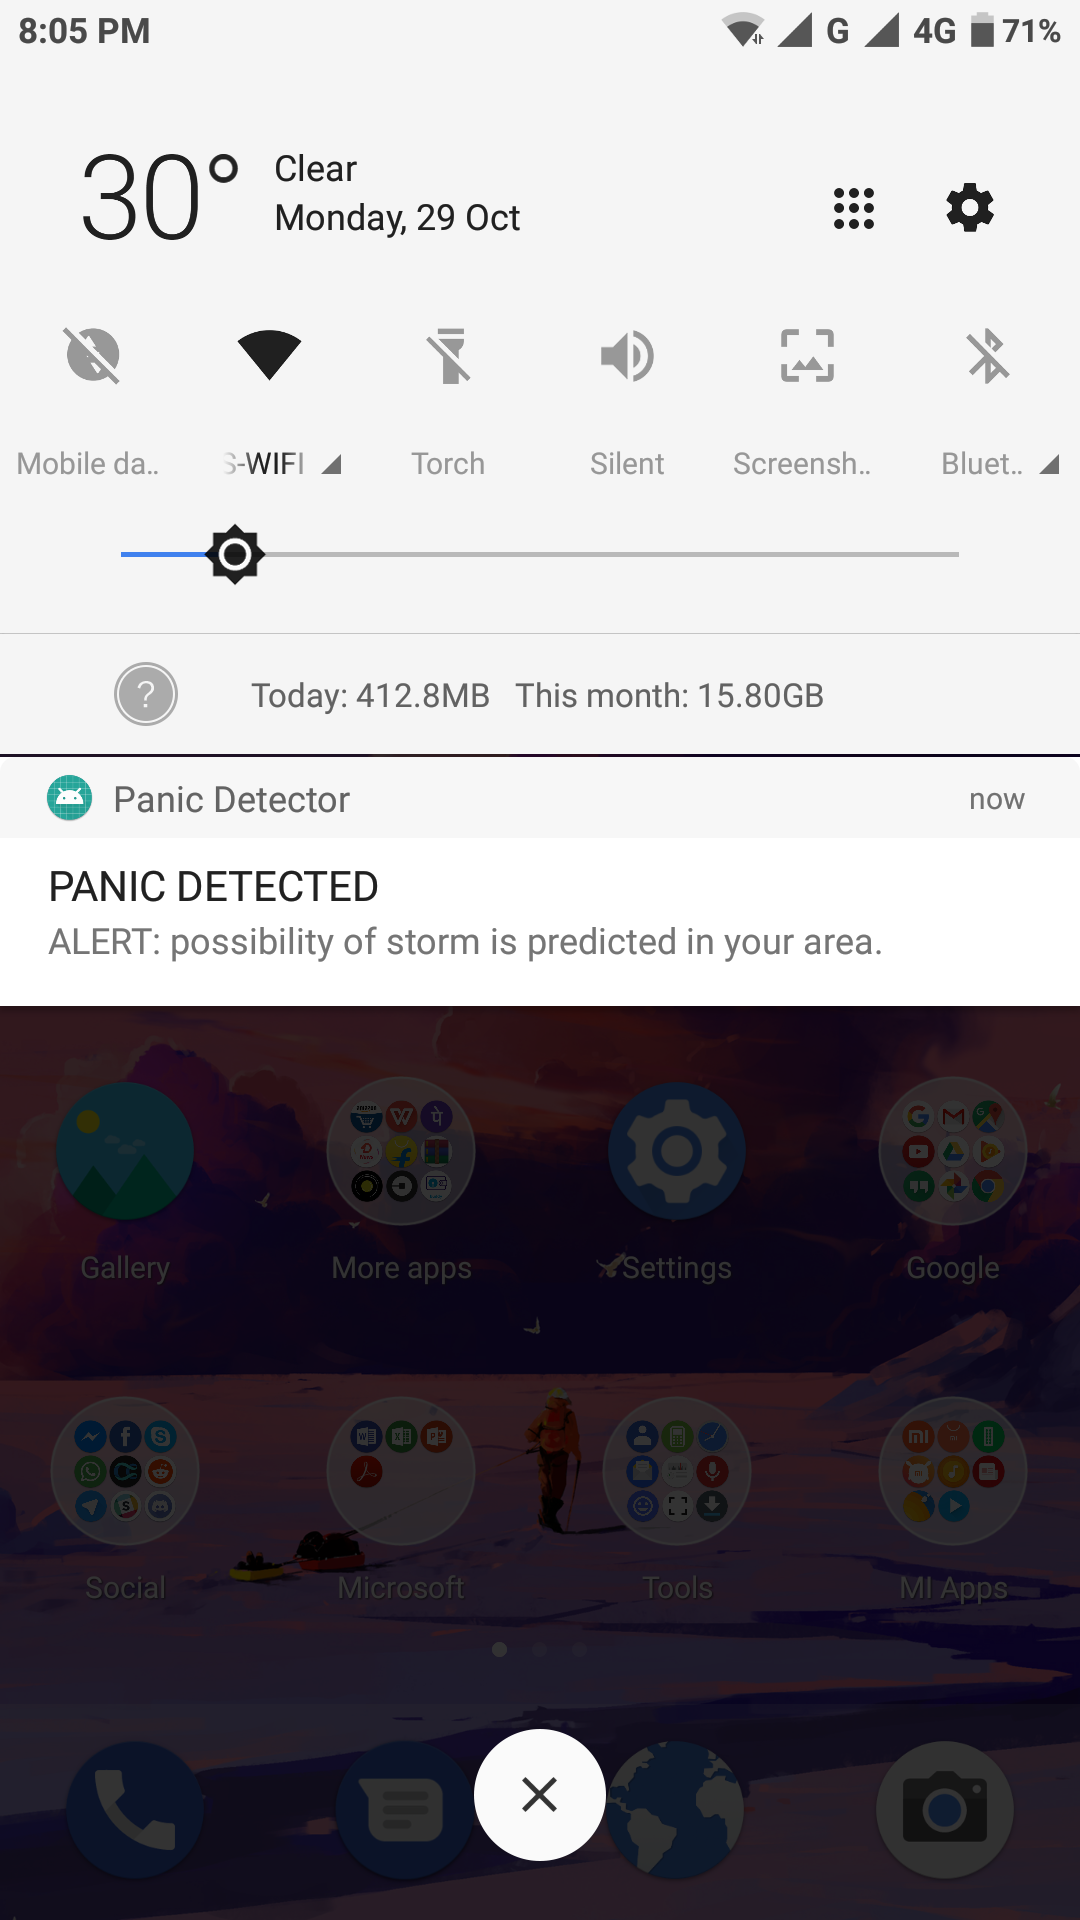 8:05 PM
G 4G 71%
30° Clear
Monday, 29 Oct
Mobile da.. S-WIFI Torch Silent Screensh.. Bluet..
? Today: 412.8MB This month: 15.80GB
Panic Detector now
PANIC DETECTED
ALERT: possibility of storm is predicted in your area.
Gallery More apps Settings Google
Social Microsoft Tools MI Apps